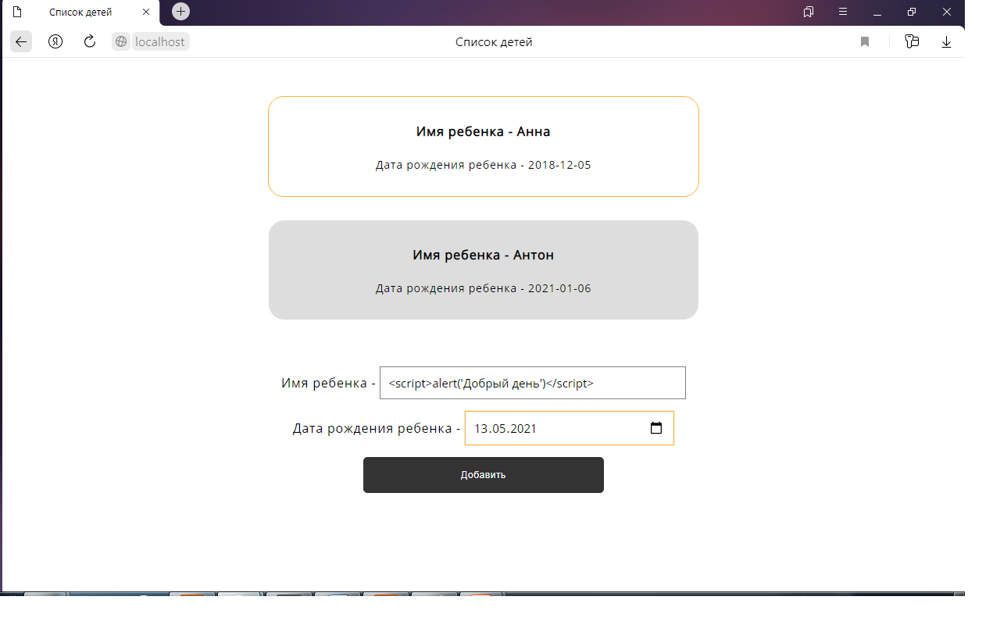 Список детей
localhost
Список детей
Имя ребенка - Анна
Дата рождения ребенка - 2018-12-05
Имя ребенка - Антон
Дата рождения ребенка - 2021-01-06
Имя ребенка - <script>alert('Добрый день')</script>
Дата рождения ребенка - 13.05.2021
Добавить